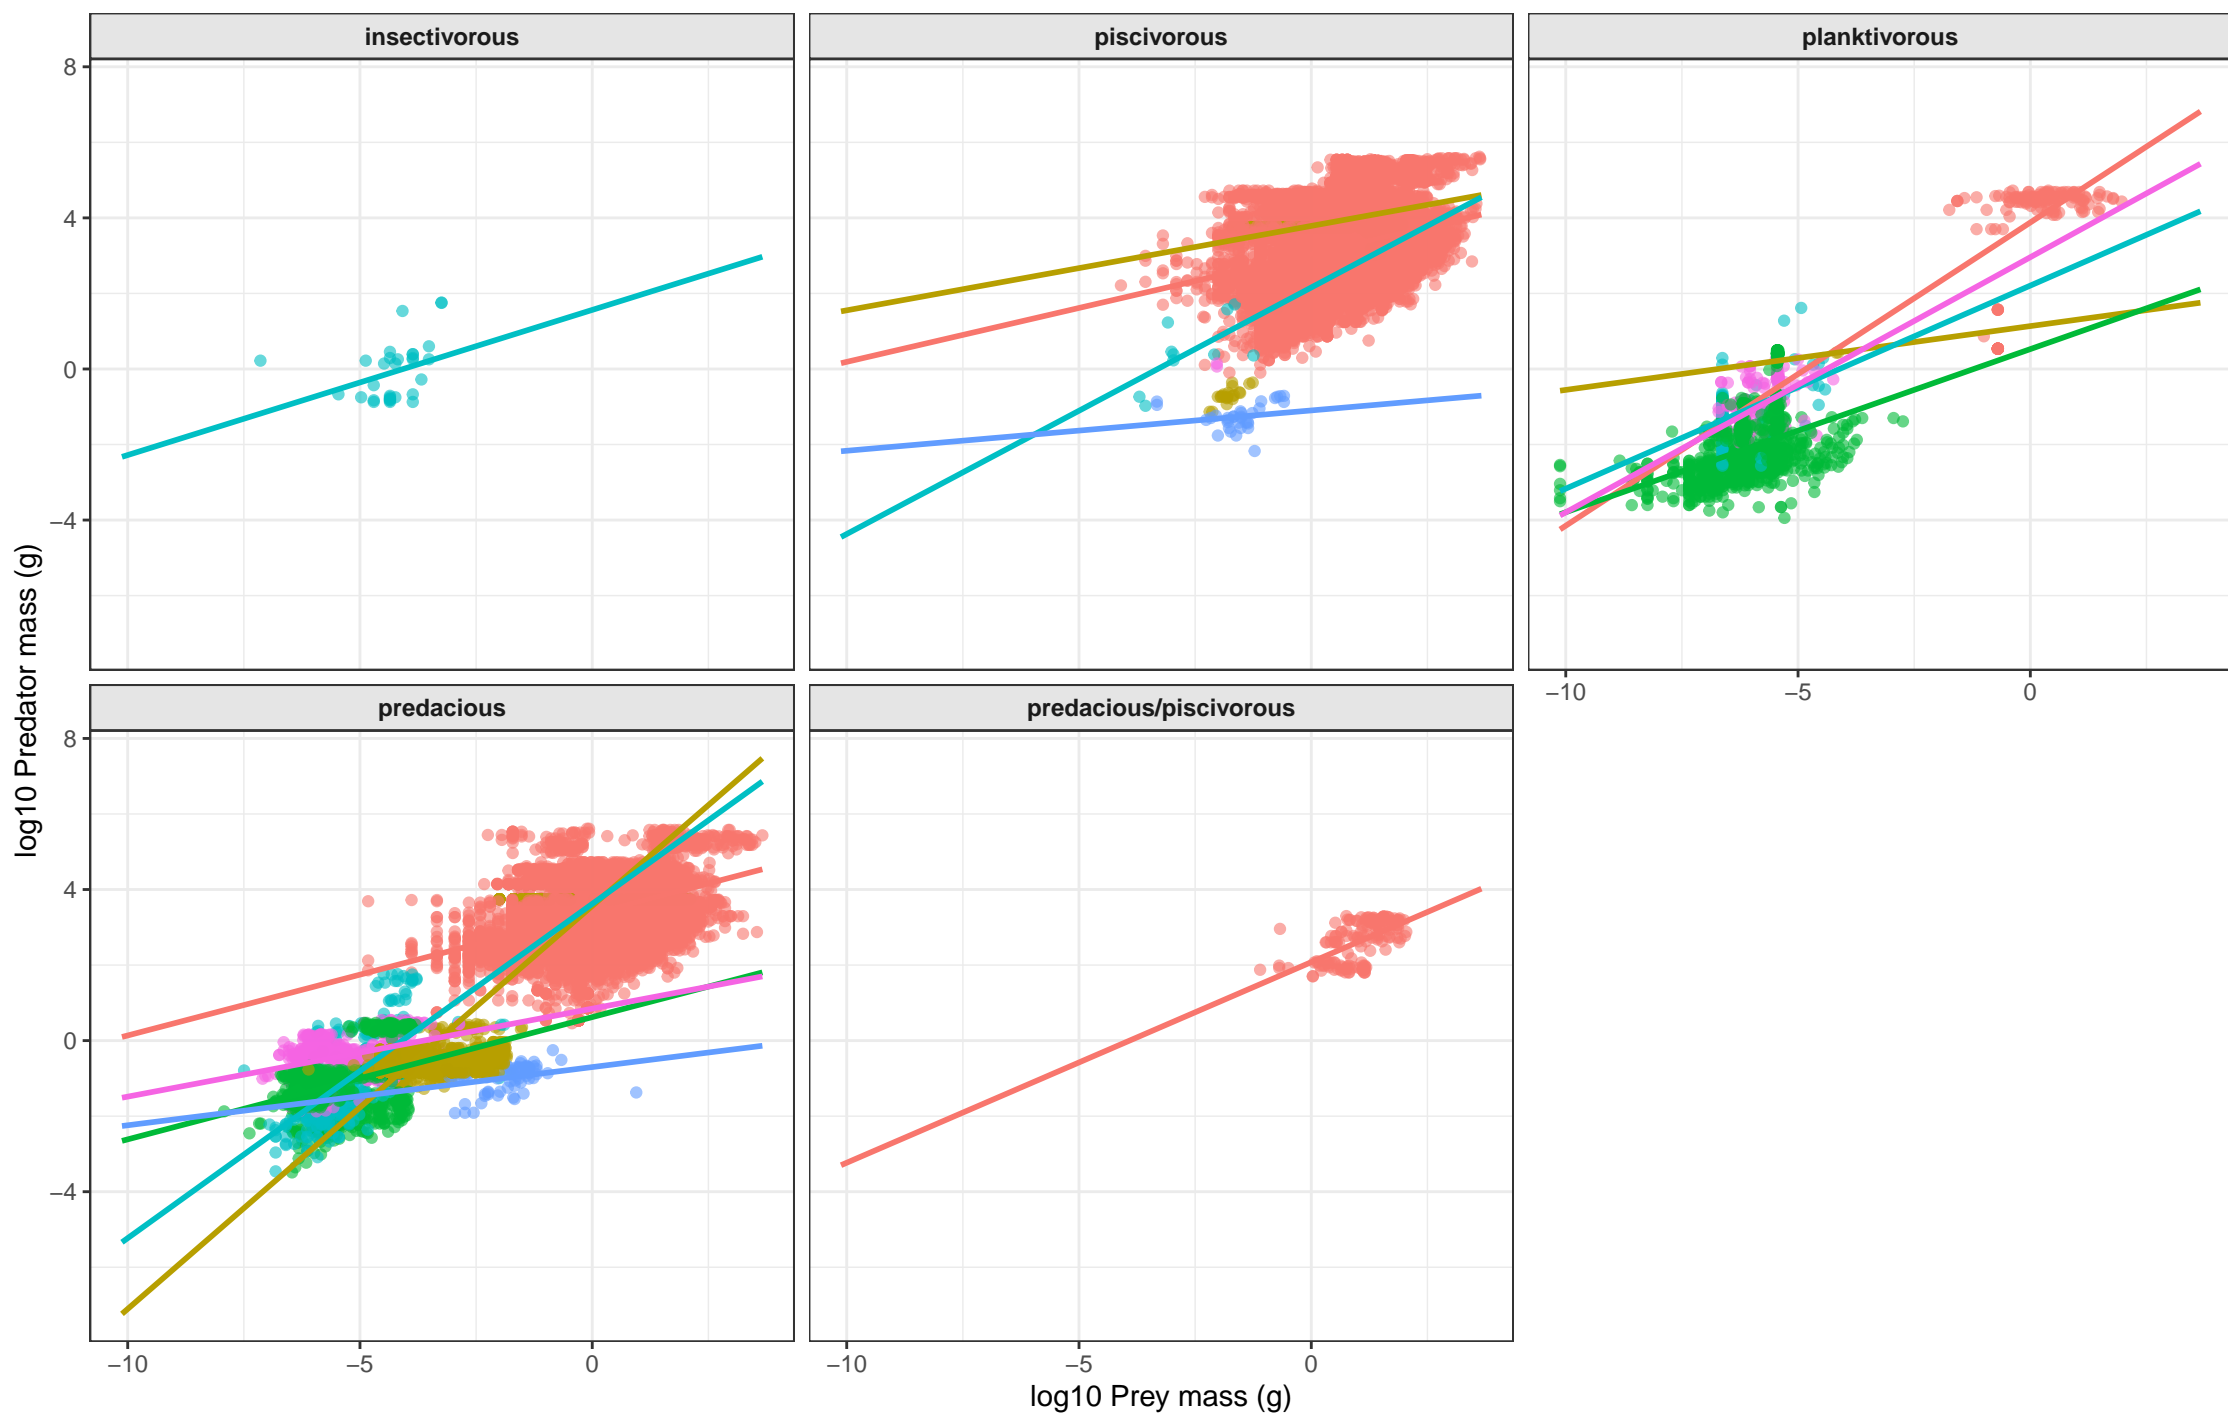 insectivorous
piscivorous
planktivorous
8
4
0
−4
−10
−5
0
predacious
predacious/piscivorous
8
4
0
−4
−10
−5
0
−10
−5
0
log10 Prey mass (g)
log10 Predator mass (g)